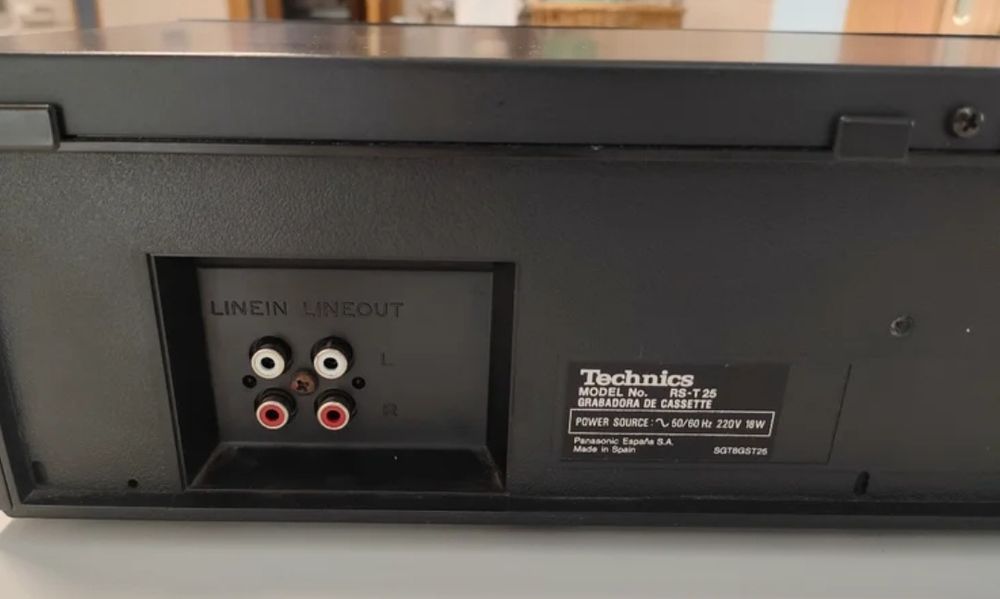 LINEIN LINEOUT
L
R
Technics
MODEL No. RS-T25
GRABADORA DE CASSETTE
POWER SOURCE: ∿ 50/60 Hz 220V 18W
Panasonic España S.A.
Made in Spain SGT8GST25